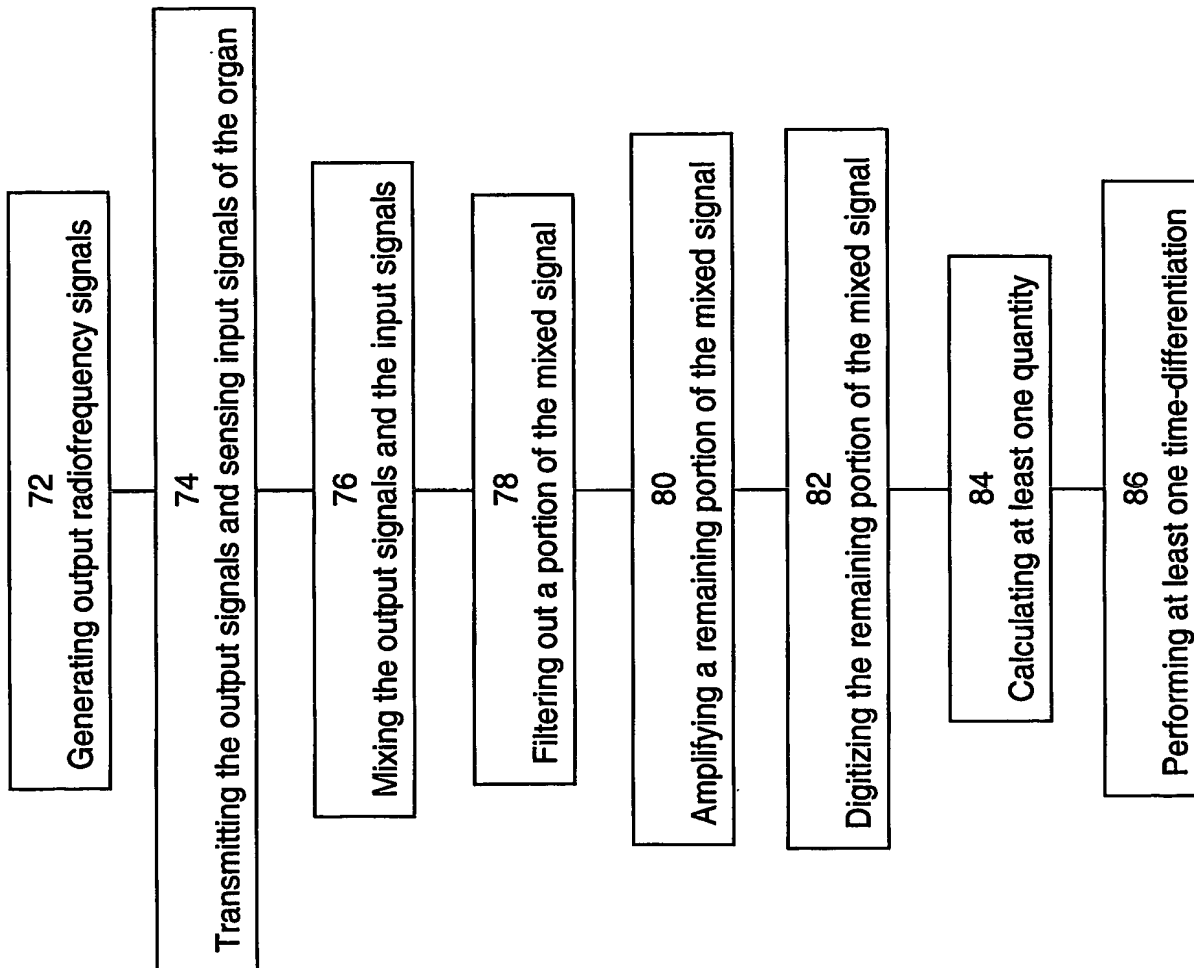 72
Generating output radiofrequency signals
74
Transmitting the output signals and sensing input signals of the organ
76
Mixing the output signals and the input signals
78
Filtering out a portion of the mixed signal
80
Amplifying a remaining portion of the mixed signal
82
Digitizing the remaining portion of the mixed signal
84
Calculating at least one quantity
86
Performing at least one time-differentiation